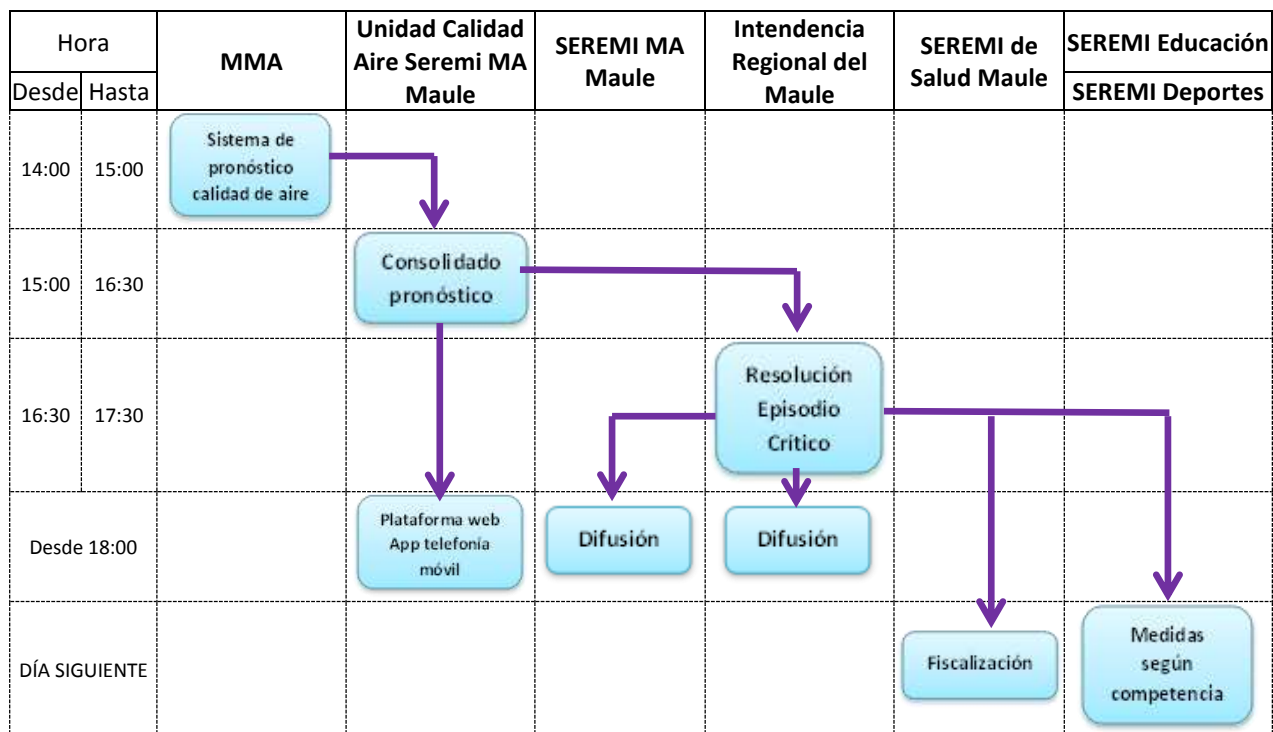 Hora
Desde Hasta
MMA
Unidad Calidad
Aire Seremi MA
Maule
SEREMI MA
Maule
Intendencia
Regional del
Maule
SEREMI de
Salud Maule
SEREMI Educación
SEREMI Deportes
14:00 15:00
Sistema de
pronóstico
calidad de aire
15:00 16:30
Consolidado
pronóstico
16:30 17:30
Resolución
Episodio
Crítico
Desde 18:00
Plataforma web
App telefonía
móvil
Difusión
Difusión
DÍA SIGUIENTE
Fiscalización
Medidas
según
competencia